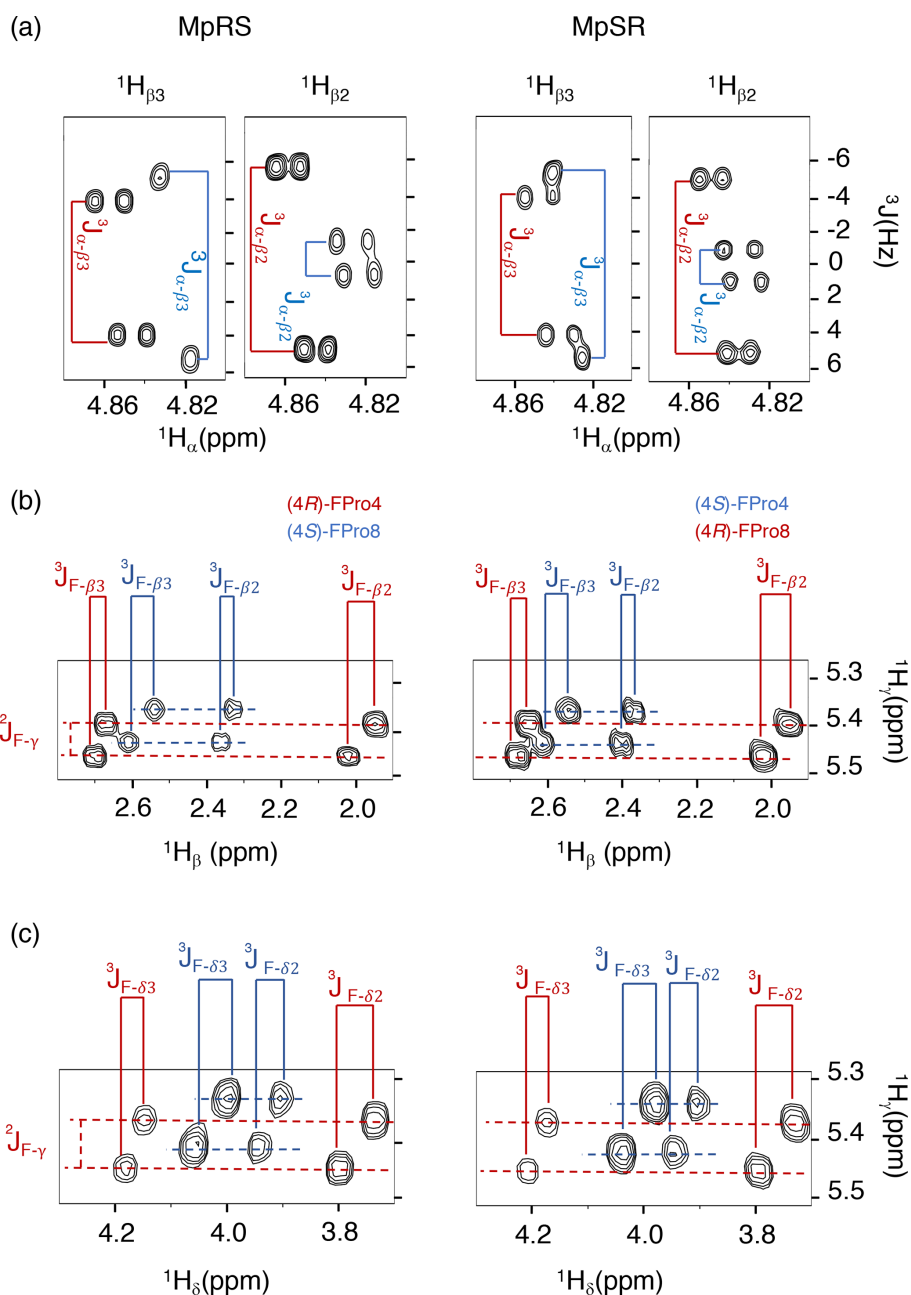 (a) MpRS MpSR
¹Hβ3 ¹Hβ2 ¹Hβ3 ¹Hβ2
-6
-4
-2
0
2
4
6
³J(Hz)
J³α-β3 ³Jα-β3 J³α-β2 J³α-β2 J³α-β3 ³Jα-β3 J³α-β2 J³α-β2
4.86 4.82 4.86 4.82 4.86 4.82 4.86 4.82
¹Hα(ppm) ¹Hα(ppm)
(b)
(4R)-FPro4 (4S)-FPro4
(4S)-FPro8 (4R)-FPro8
³JF-β3 ³JF-β3 ³JF-β2 ³JF-β2 ³JF-β3 ³JF-β3 ³JF-β2 ³JF-β2
²JF-γ
5.3
5.4
5.5
¹Hγ (ppm)
2.6 2.4 2.2 2.0 2.6 2.4 2.2 2.0
¹Hβ (ppm) ¹Hβ (ppm)
(c)
³JF-δ3 ³JF-δ3 ³JF-δ2 ³JF-δ2 ³JF-δ3 ³JF-δ3 ³JF-δ2 ³JF-δ2
²JF-γ
5.3
5.4
5.5
¹Hγ (ppm)
4.2 4.0 3.8 4.2 4.0 3.8
¹Hδ(ppm) ¹Hδ(ppm)